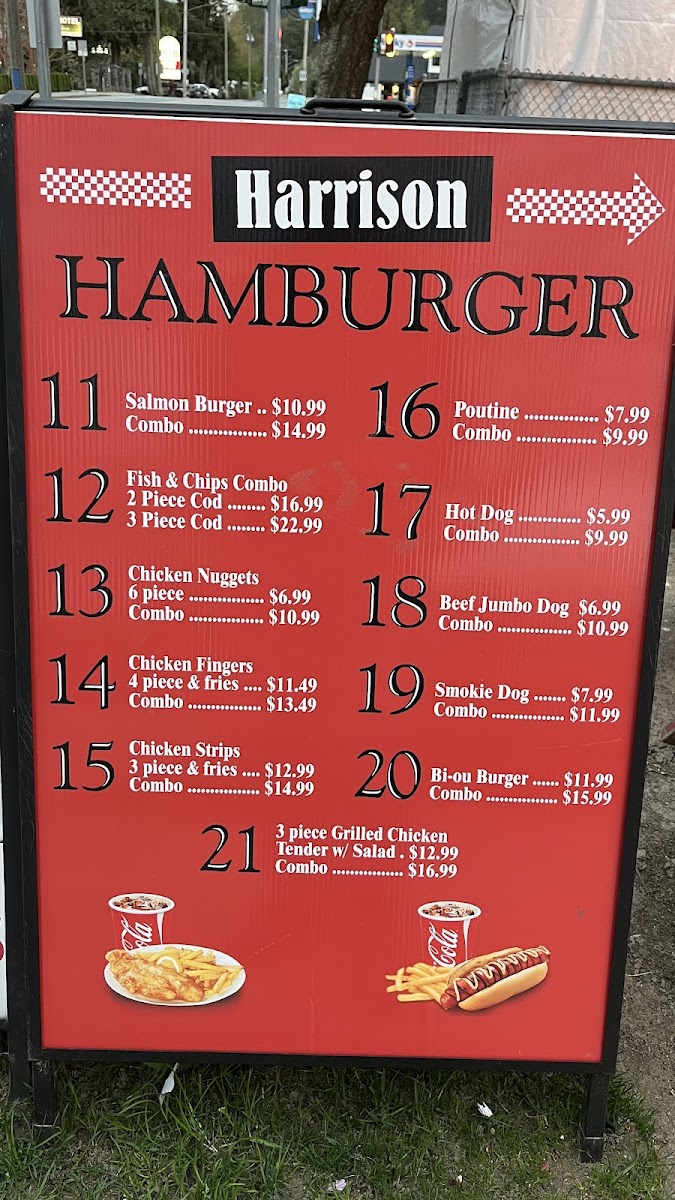 HOTEL
Harrison
HAMBURGER
11
Salmon Burger .. $10.99
Combo ................. $14.99
12
Fish & Chips Combo
2 Piece Cod ........ $16.99
3 Piece Cod ........ $22.99
13
Chicken Nuggets
6 piece ................ $6.99
Combo ................. $10.99
14
Chicken Fingers
4 piece & fries .... $11.49
Combo ................ $13.49
15
Chicken Strips
3 piece & fries .... $12.99
Combo ................ $14.99
16
Poutine ............... $7.99
Combo ................. $9.99
17
Hot Dog ............. $5.99
Combo ............... $9.99
18
Beef Jumbo Dog $6.99
Combo ................ $10.99
19
Smokie Dog ....... $7.99
Combo ................ $11.99
20
Bi-ou Burger ...... $11.99
Combo ................ $15.99
21
3 piece Grilled Chicken
Tender w/ Salad . $12.99
Combo ................ $16.99
Cola
Cola